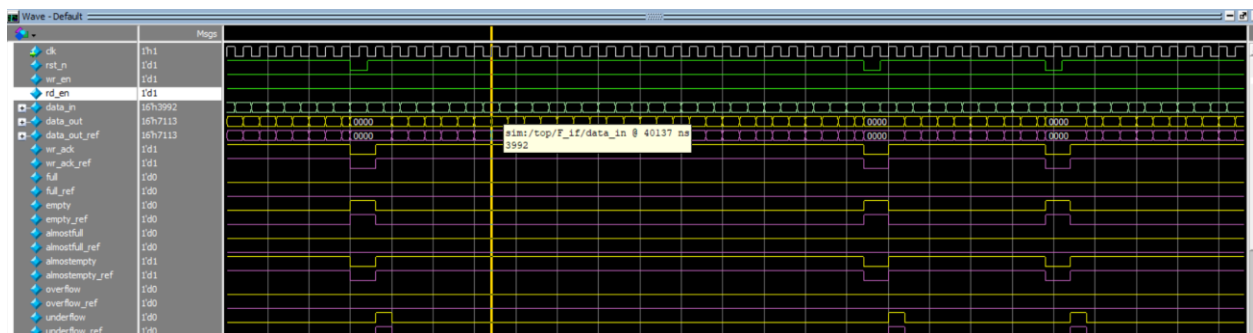 Wave - Default
Msgs
clk 1'h1
rst_n 1'd1
wr_en 1'd1
rd_en 1'd1
data_in 16'h3992
data_out 16'h7113 0000 0000 0000
data_out_ref 16'h7113 0000 0000 0000
sim:/top/F_if/data_in @ 40137 ns
3992
wr_ack 1'd1
wr_ack_ref 1'd1
full 1'd0
full_ref 1'd0
empty 1'd0
empty_ref 1'd0
almostfull 1'd0
almostfull_ref 1'd0
almostempty 1'd1
almostempty_ref 1'd1
overflow 1'd0
overflow_ref 1'd0
underflow 1'd0
underflow_ref 1'd0